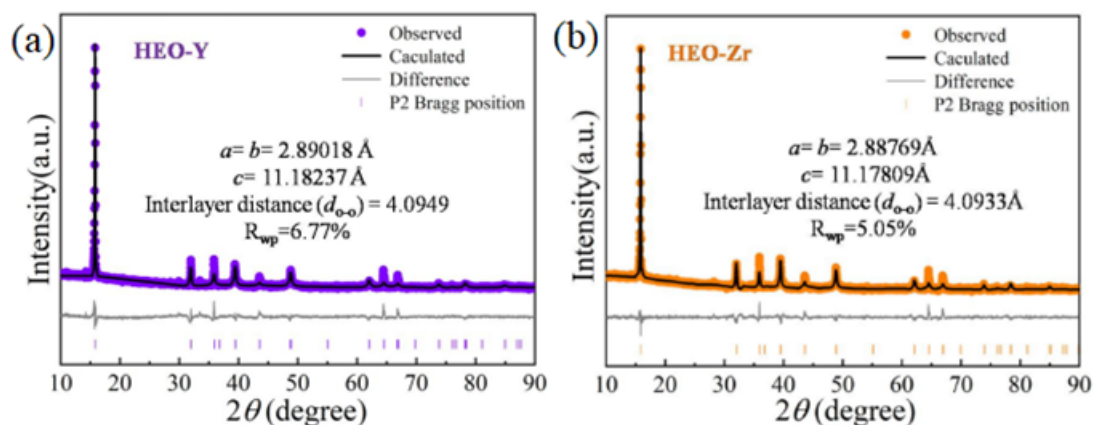 (a)
HEO-Y
Observed
Caculated
Difference
P2 Bragg position
a= b= 2.89018 Å
c= 11.18237 Å
Interlayer distance (do-o) = 4.0949
Rwp=6.77%
Intensity(a.u.)
10 20 30 40 50 60 70 80 90
2θ (degree)
(b)
HEO-Zr
Observed
Caculated
Difference
P2 Bragg position
a= b= 2.88769Å
c= 11.17809Å
Interlayer distance (do-o) = 4.0933Å
Rwp=5.05%
Intensity(a.u.)
10 20 30 40 50 60 70 80 90
2θ (degree)